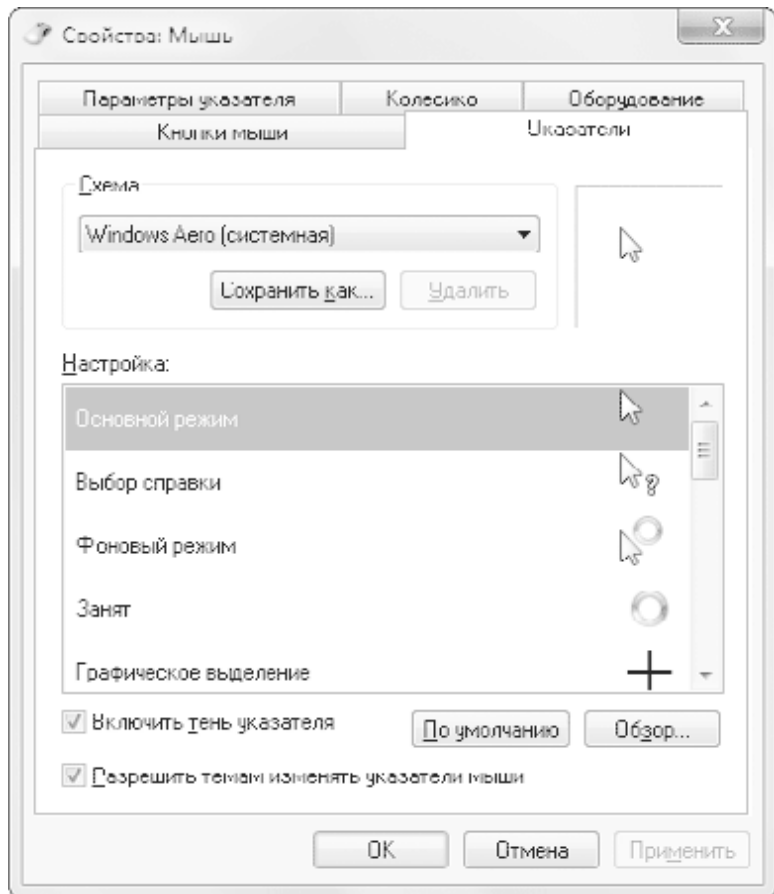 Свойства: Мышь
Параметры указателя Колесико Оборудование
Кнопки мыши Указатели
Схема
Windows Aero (системная)
Сохранить как... Удалить
Настройка:
Основной режим
Выбор справки
Фоновый режим
Занят
Графическое выделение
Включить тень указателя По умолчанию Обзор...
Разрешить темам изменять указатели мыши
OK Отмена Применить